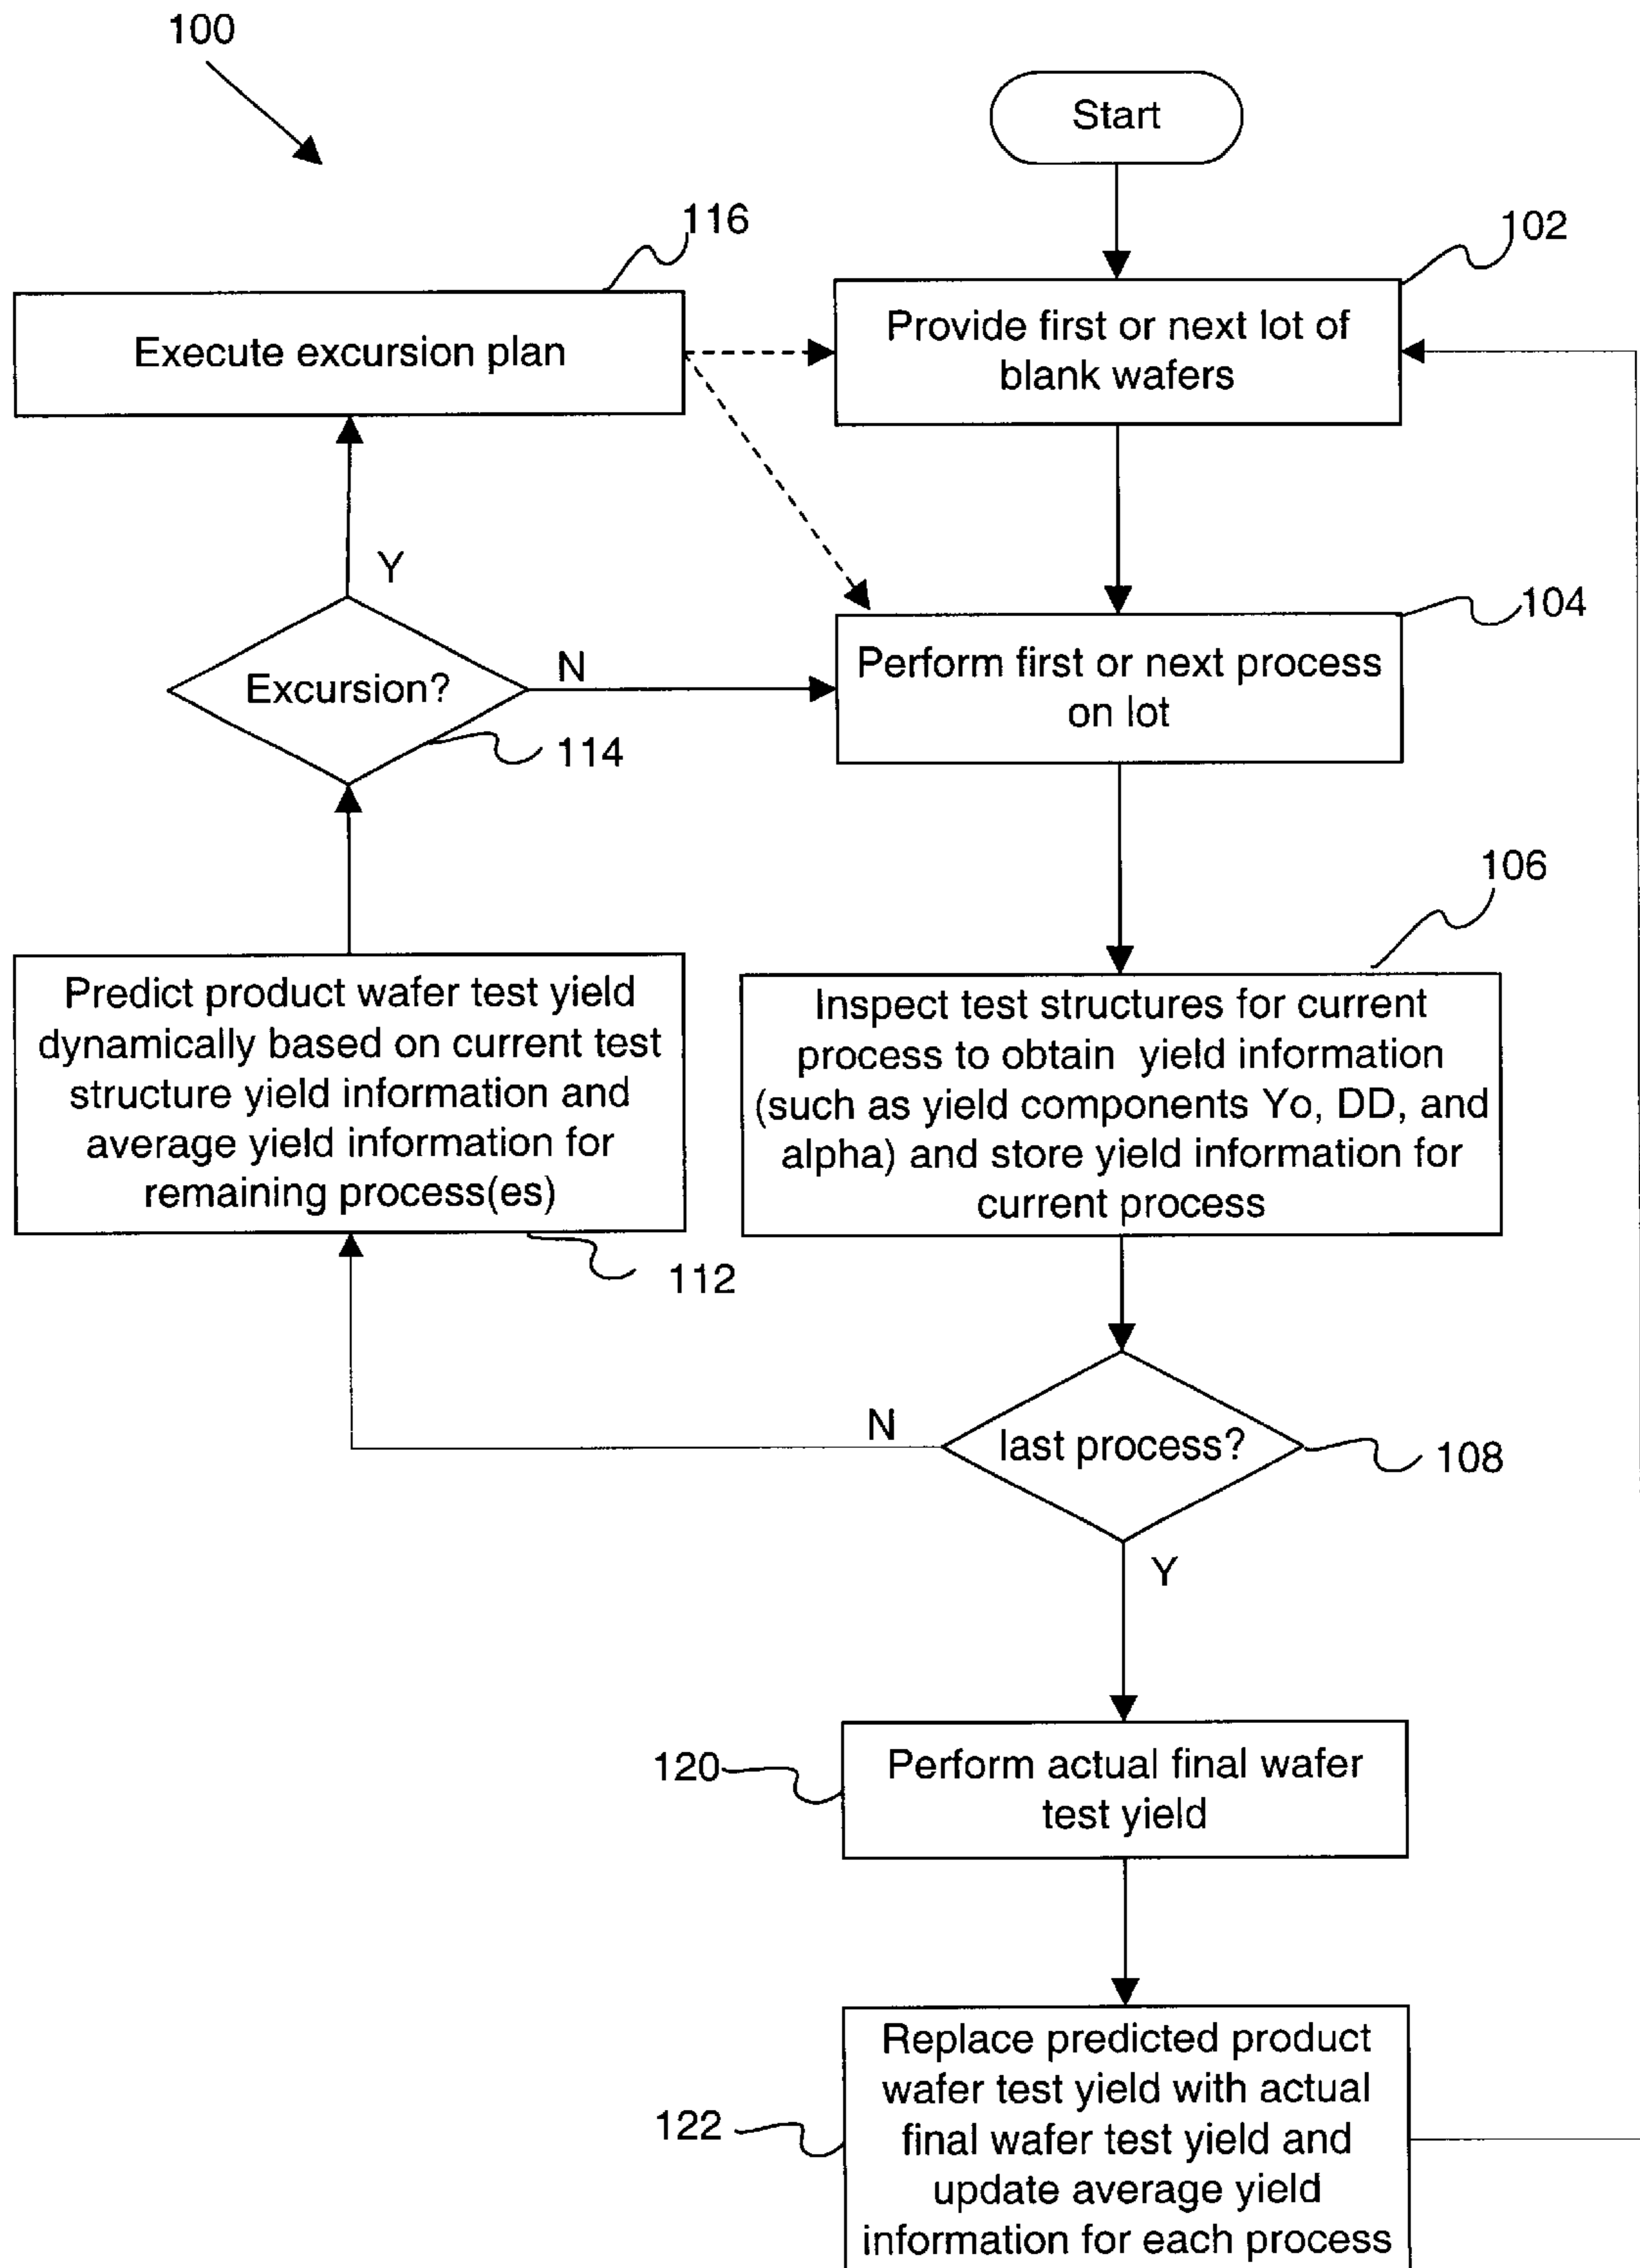 100
Start
116
102
Execute excursion plan
Provide first or next lot of
blank wafers
Y
104
Excursion?
N
Perform first or next process
on lot
114
106
Predict product wafer test yield
dynamically based on current test
structure yield information and
average yield information for
remaining process(es)
Inspect test structures for current
process to obtain yield information
(such as yield components Yo, DD, and
alpha) and store yield information for
current process
112
N
last process?
108
Y
120
Perform actual final wafer
test yield
Replace predicted product
wafer test yield with actual
final wafer test yield and
update average yield
information for each process
122